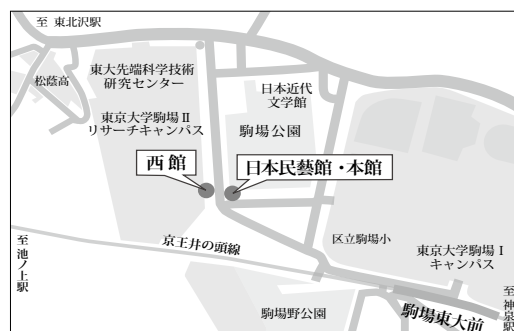 至 東北沢駅
松蔭高
東大先端科学技術
研究センター
日本近代
文学館
東京大学駒場Ⅱ
リサーチキャンパス
駒場公園
西館
日本民藝館・本館
京王井の頭線
区立駒場小
東京大学駒場Ⅰ
キャンパス
至池ノ上駅
駒場野公園
駒場東大前
至神泉駅